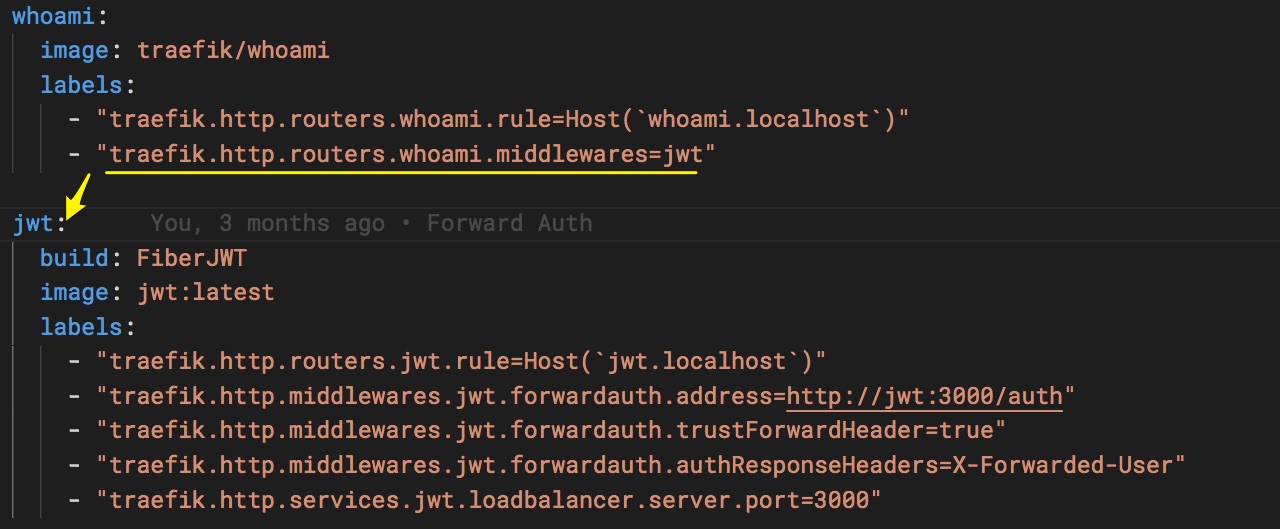 whoami:
image: traefik/whoami
labels:
- "traefik.http.routers.whoami.rule=Host(`whoami.localhost`)"
- "traefik.http.routers.whoami.middlewares=jwt"
jwt: You, 3 months ago • Forward Auth
build: FiberJWT
image: jwt:latest
labels:
- "traefik.http.routers.jwt.rule=Host(`jwt.localhost`)"
- "traefik.http.middlewares.jwt.forwardauth.address=http://jwt:3000/auth"
- "traefik.http.middlewares.jwt.forwardauth.trustForwardHeader=true"
- "traefik.http.middlewares.jwt.forwardauth.authResponseHeaders=X-Forwarded-User"
- "traefik.http.services.jwt.loadbalancer.server.port=3000"